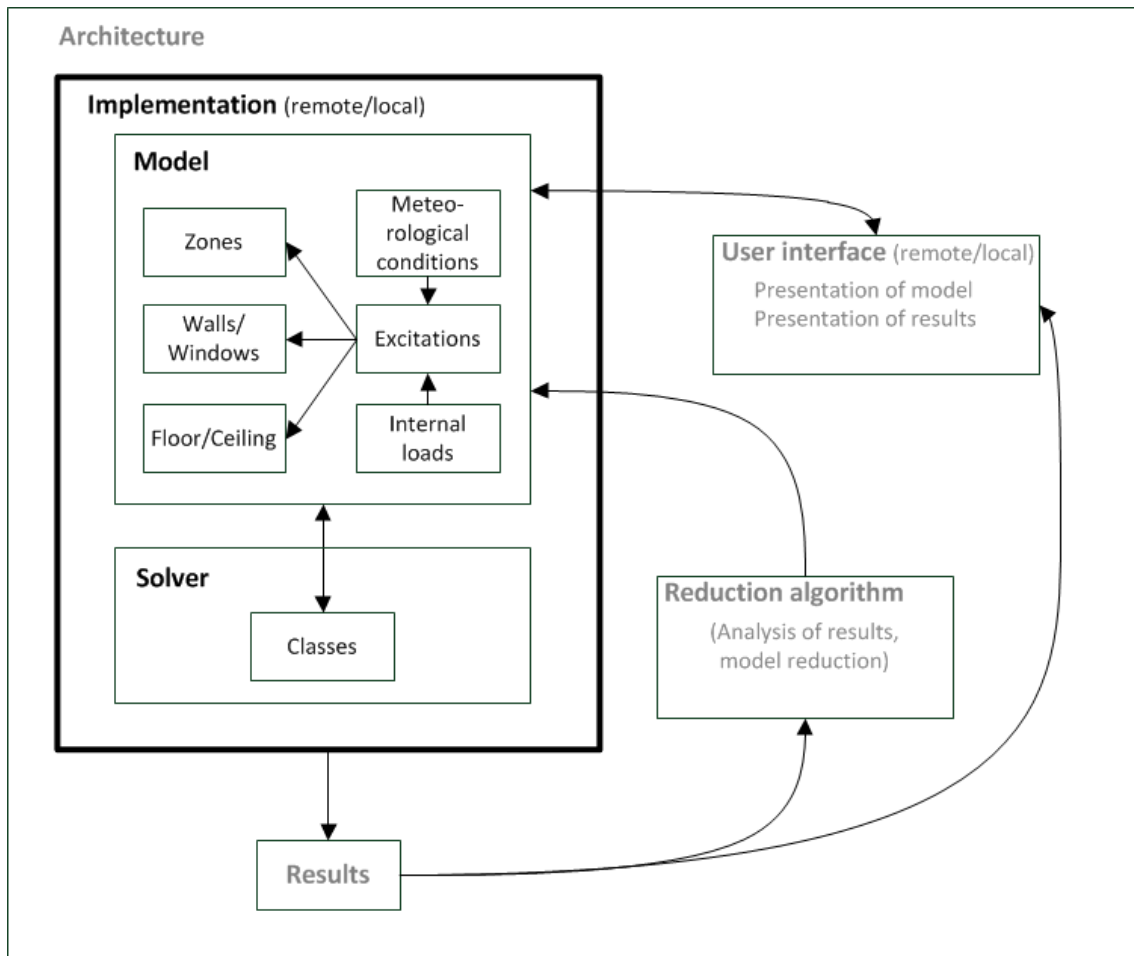 Architecture
Implementation (remote/local)
Model
Zones
Meteo-
rological
conditions
Walls/
Windows
Excitations
Floor/Ceiling
Internal
loads
User interface (remote/local)
Presentation of model
Presentation of results
Solver
Classes
Reduction algorithm
(Analysis of results,
model reduction)
Results